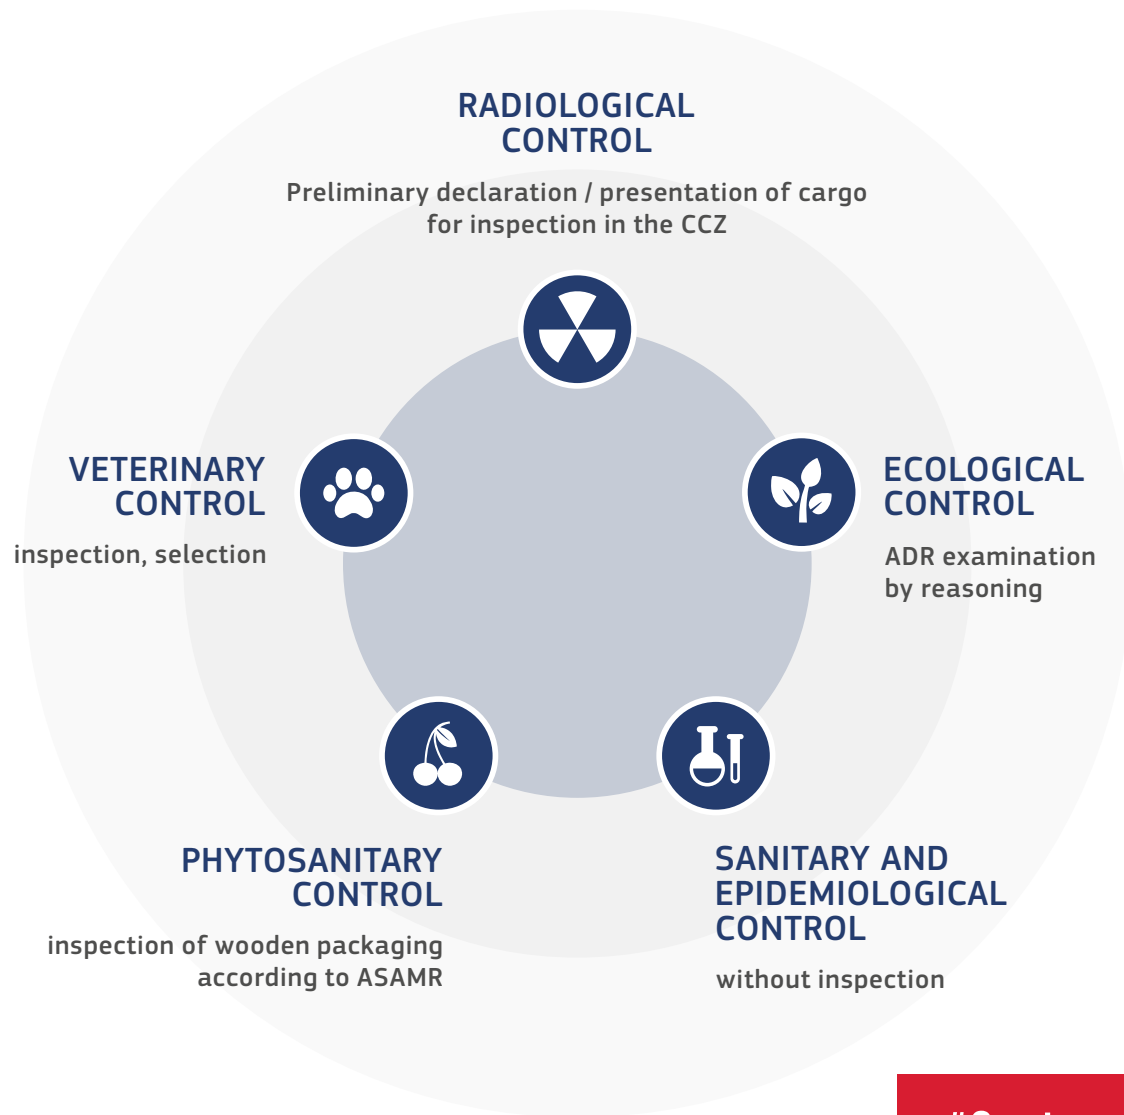 RADIOLOGICAL
CONTROL
Preliminary declaration / presentation of cargo
for inspection in the CCZ
VETERINARY
CONTROL
inspection, selection
ECOLOGICAL
CONTROL
ADR examination
by reasoning
PHYTOSANITARY
CONTROL
inspection of wooden packaging
according to ASAMR
SANITARY AND
EPIDEMIOLOGICAL
CONTROL
without inspection